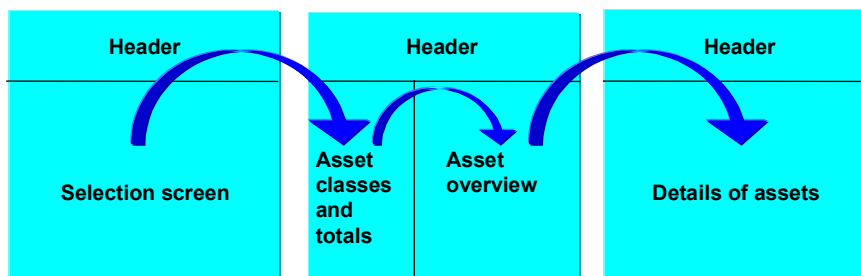 Header
Header
Header
Selection screen
Asset
classes
and
totals
Asset
overview
Details of assets